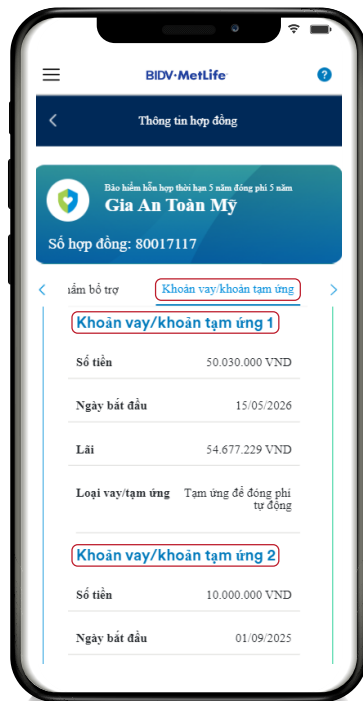 BIDV-MetLife
?
Thông tin hợp đồng
Bảo hiểm hỗn hợp thời hạn 5 năm đóng phí 5 năm
Gia An Toàn Mỹ
Số hợp đồng: 80017117
ẩm bổ trợ Khoản vay/khoản tạm ứng
Khoản vay/khoản tạm ứng 1
Số tiền 50.030.000 VND
Ngày bắt đầu 15/05/2026
Lãi 54.677.229 VND
Loại vay/tạm ứng Tạm ứng để đóng phí
tự động
Khoản vay/khoản tạm ứng 2
Số tiền 10.000.000 VND
Ngày bắt đầu 01/09/2025